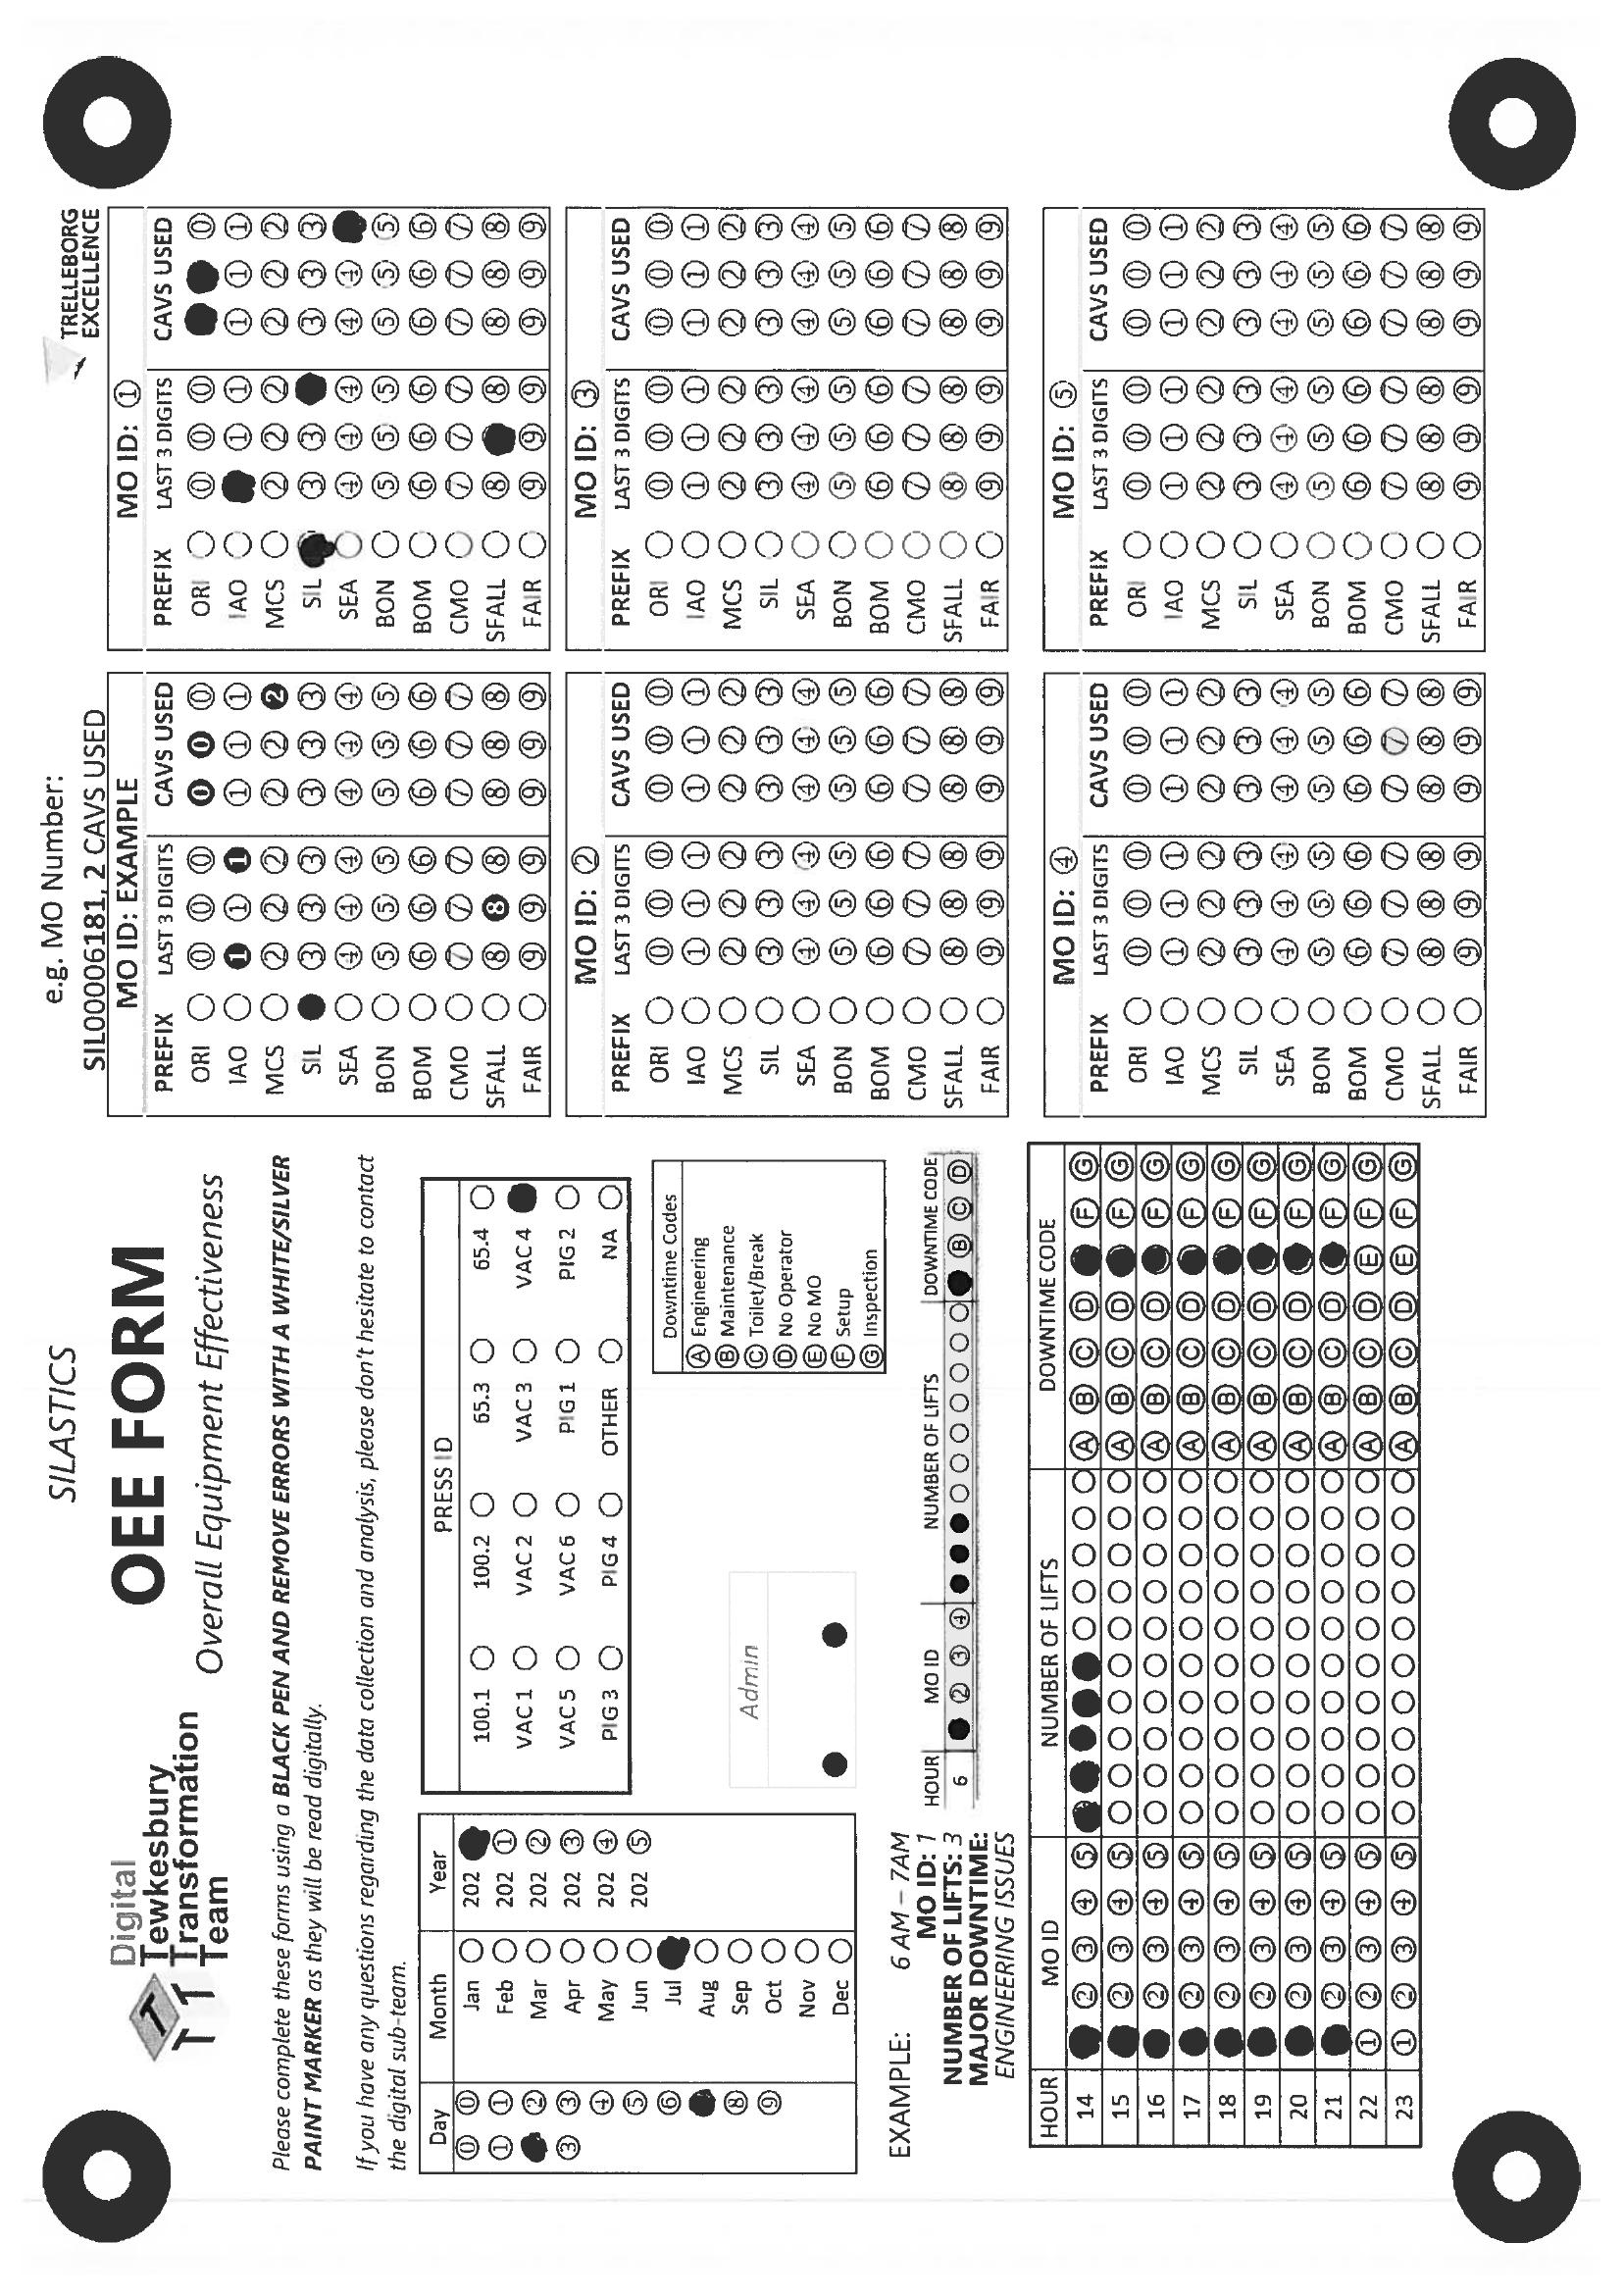 SILASTICS
OEE FORM
Overall Equipment Effectiveness
Digital
Tewkesbury
Transformation
Team
T T T
Please complete these forms using a BLACK PEN AND REMOVE ERRORS WITH A WHITE/SILVER
PAINT MARKER as they will be read digitally.
If you have any questions regarding the data collection and analysis, please don't hesitate to contact
the digital sub-team.
Day Month Year
0 0 Jan 202
1 1 Feb 202 1
2 Mar 202 2
3 3 Apr 202 3
4 May 202 4
5 Jun 202 5
6 Jul
Aug
8 Sep
9 Oct
Nov
Dec
PRESS ID
100.1 100.2 65.3 65.4
VAC 1 VAC 2 VAC 3 VAC 4
VAC 5 VAC 6 PIG 1 PIG 2
PIG 3 PIG 4 OTHER NA
Admin
Downtime Codes
A Engineering
B Maintenance
C Toilet/Break
D No Operator
E No MO
F Setup
G Inspection
EXAMPLE: 6 AM – 7AM
MO ID: 1
NUMBER OF LIFTS: 3
MAJOR DOWNTIME:
ENGINEERING ISSUES
HOUR MO ID NUMBER OF LIFTS DOWNTIME CODE
6 2 3 4 B C D
HOUR MO ID NUMBER OF LIFTS DOWNTIME CODE
14 2 3 4 5 A B C D F G
15 2 3 4 5 A B C D F G
16 2 3 4 5 A B C D F G
17 2 3 4 5 A B C D F G
18 2 3 4 5 A B C D F G
19 2 3 4 5 A B C D F G
20 2 3 4 5 A B C D F G
21 2 3 4 5 A B C D F G
22 1 2 3 4 5 A B C D E F G
23 1 2 3 4 5 A B C D E F G
e.g. MO Number:
SIL00006181, 2 CAVS USED
TRELLEBORG
EXCELLENCE
MO ID: EXAMPLE
PREFIX LAST 3 DIGITS CAVS USED
ORI 0 0 0 0 0 0
IAO 1 1 1 1 1 1
MCS 2 2 2 2 2 2
SIL 3 3 3 3 3 3
SEA 4 4 4 4 4 4
BON 5 5 5 5 5 5
BOM 6 6 6 6 6 6
CMO 7 7 7 7 7 7
SFALL 8 8 8 8 8 8
FAIR 9 9 9 9 9 9
MO ID: 1
PREFIX LAST 3 DIGITS CAVS USED
ORI 0 0 0 0
IAO 1 1 1 1 1
MCS 2 2 2 2 2 2
SIL 3 3 3 3 3
SEA 4 4 4 4 4
BON 5 5 5 5 5 5
BOM 6 6 6 6 6 6
CMO 7 7 7 7 7 7
SFALL 8 8 8 8 8
FAIR 9 9 9 9 9 9
MO ID: 2
PREFIX LAST 3 DIGITS CAVS USED
ORI 0 0 0 0 0 0
IAO 1 1 1 1 1 1
MCS 2 2 2 2 2 2
SIL 3 3 3 3 3 3
SEA 4 4 4 4 4 4
BON 5 5 5 5 5 5
BOM 6 6 6 6 6 6
CMO 7 7 7 7 7 7
SFALL 8 8 8 8 8 8
FAIR 9 9 9 9 9 9
MO ID: 3
PREFIX LAST 3 DIGITS CAVS USED
ORI 0 0 0 0 0 0
IAO 1 1 1 1 1 1
MCS 2 2 2 2 2 2
SIL 3 3 3 3 3 3
SEA 4 4 4 4 4 4
BON 5 5 5 5 5 5
BOM 6 6 6 6 6 6
CMO 7 7 7 7 7 7
SFALL 8 8 8 8 8 8
FAIR 9 9 9 9 9 9
MO ID: 4
PREFIX LAST 3 DIGITS CAVS USED
ORI 0 0 0 0 0 0
IAO 1 1 1 1 1 1
MCS 2 2 2 2 2 2
SIL 3 3 3 3 3 3
SEA 4 4 4 4 4 4
BON 5 5 5 5 5 5
BOM 6 6 6 6 6 6
CMO 7 7 7 7 7 7
SFALL 8 8 8 8 8 8
FAIR 9 9 9 9 9 9
MO ID: 5
PREFIX LAST 3 DIGITS CAVS USED
ORI 0 0 0 0 0 0
IAO 1 1 1 1 1 1
MCS 2 2 2 2 2 2
SIL 3 3 3 3 3 3
SEA 4 4 4 4 4 4
BON 5 5 5 5 5 5
BOM 6 6 6 6 6 6
CMO 7 7 7 7 7 7
SFALL 8 8 8 8 8 8
FAIR 9 9 9 9 9 9